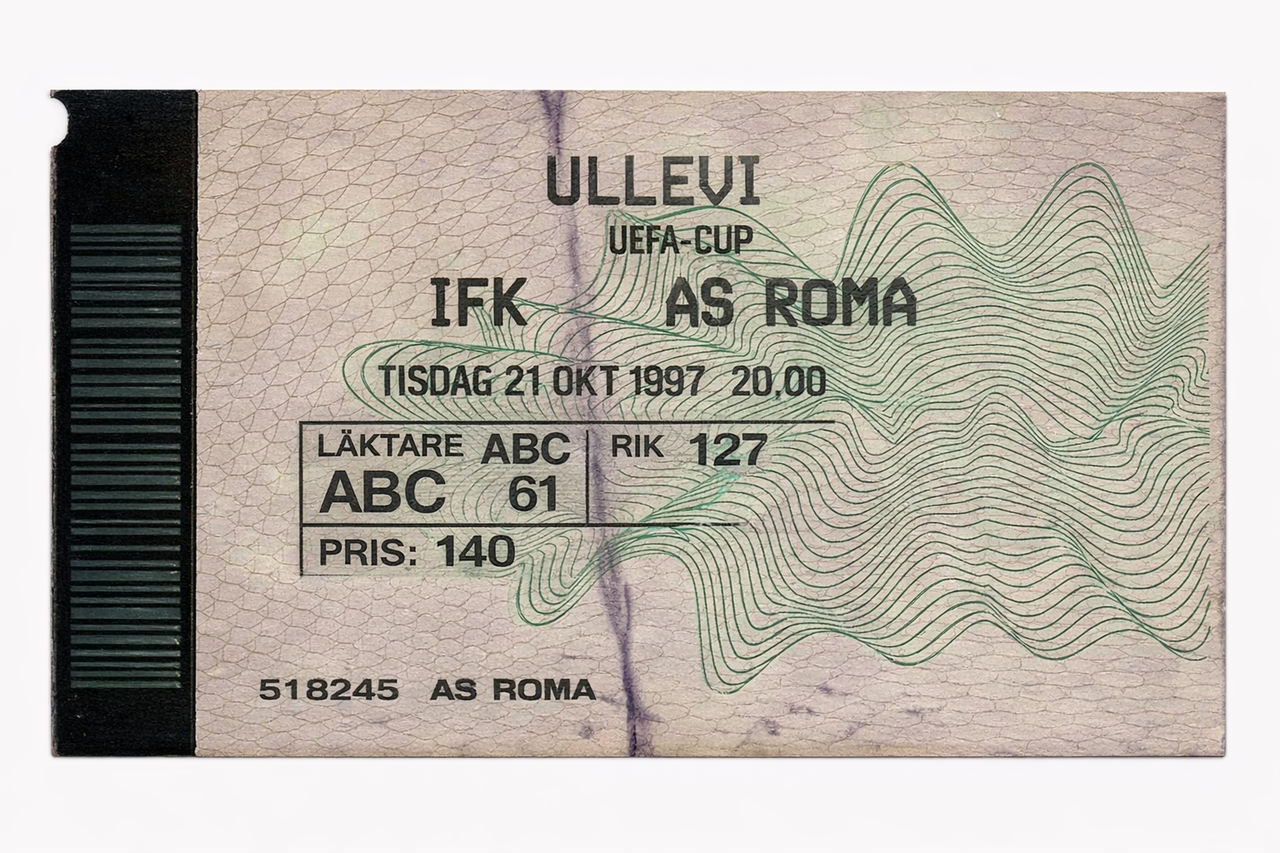 ULLEVI
UEFA-CUP
IFK AS ROMA
TISDAG 21 OKT 1997 20,00
LÄKTARE ABC RIK 127
ABC 61
PRIS: 140
518245 AS ROMA